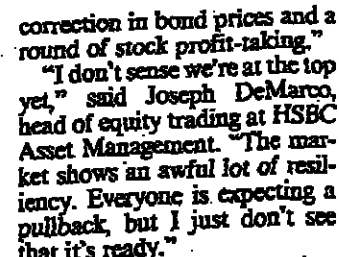 correction in bond prices and a
round of stock profit-taking."
"I don't sense we're at the top
yet," said Joseph DeMarco,
head of equity trading at HSBC
Asset Management. "The mar-
ket shows an awful lot of resil-
iency. Everyone is expecting a
pullback, but I just don't see
that it's ready."